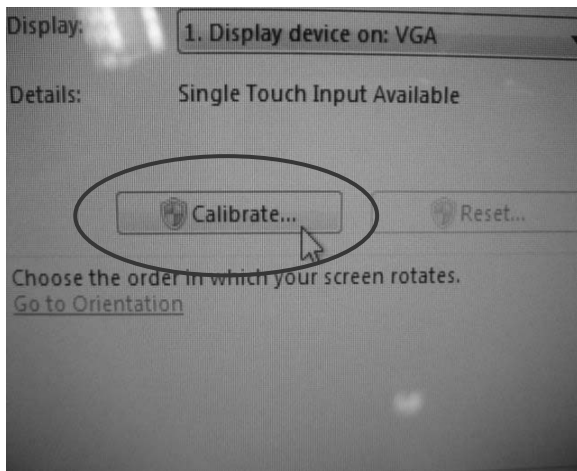 Display: 1. Display device on: VGA
Details: Single Touch Input Available
Calibrate... Reset...
Choose the order in which your screen rotates.
Go to Orientation